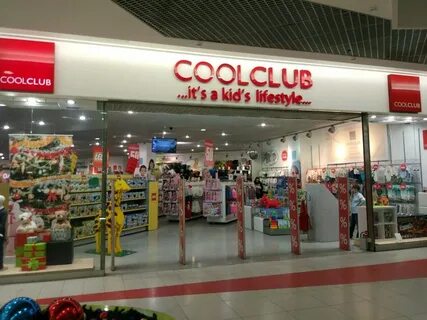 COOLCLUB
COOLCLUB
...it's a kid's lifestyle...
COOLCLUB
%
%
%
%